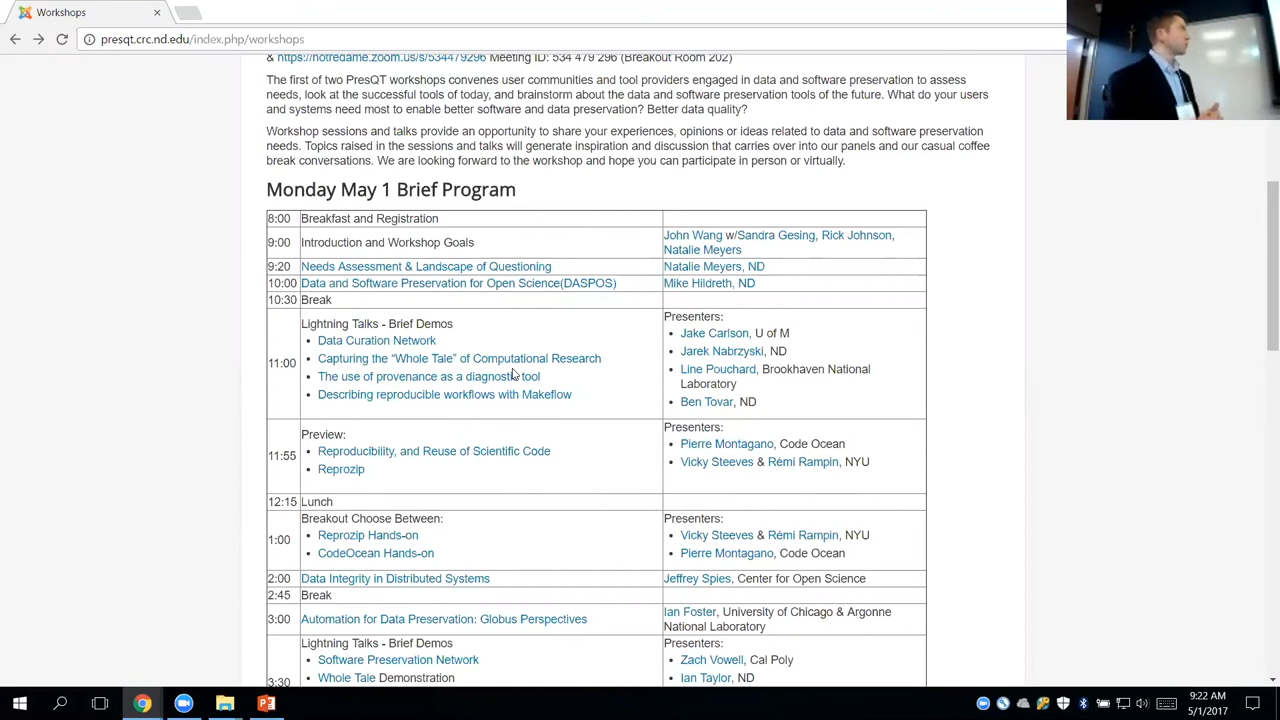 Workshops
presqt.crc.nd.edu/index.php/workshops
& https://notredame.zoom.us/s/534479296 Meeting ID: 534 479 296 (Breakout Room 202)
The first of two PresQT workshops convenes user communities and tool providers engaged in data and software preservation to assess
needs, look at the successful tools of today, and brainstorm about the data and software preservation tools of the future. What do your users
and systems need most to enable better software and data preservation? Better data quality?
Workshop sessions and talks provide an opportunity to share your experiences, opinions or ideas related to data and software preservation
needs. Topics raised in the sessions and talks will generate inspiration and discussion that carries over into our panels and our casual coffee
break conversations. We are looking forward to the workshop and hope you can participate in person or virtually.
Monday May 1 Brief Program
8:00 Breakfast and Registration
9:00 Introduction and Workshop Goals John Wang w/Sandra Gesing, Rick Johnson,
Natalie Meyers
9:20 Needs Assessment & Landscape of Questioning Natalie Meyers, ND
10:00 Data and Software Preservation for Open Science(DASPOS) Mike Hildreth, ND
10:30 Break
11:00
Lightning Talks - Brief Demos
• Data Curation Network
• Capturing the “Whole Tale” of Computational Research
• The use of provenance as a diagnostic tool
• Describing reproducible workflows with Makeflow
Presenters:
• Jake Carlson, U of M
• Jarek Nabrzyski, ND
• Line Pouchard, Brookhaven National
Laboratory
• Ben Tovar, ND
11:55
Preview:
• Reproducibility, and Reuse of Scientific Code
• Reprozip
Presenters:
• Pierre Montagano, Code Ocean
• Vicky Steeves & Rémi Rampin, NYU
12:15 Lunch
1:00
Breakout Choose Between:
• Reprozip Hands-on
• CodeOcean Hands-on
Presenters:
• Vicky Steeves & Rémi Rampin, NYU
• Pierre Montagano, Code Ocean
2:00 Data Integrity in Distributed Systems Jeffrey Spies, Center for Open Science
2:45 Break
3:00 Automation for Data Preservation: Globus Perspectives Ian Foster, University of Chicago & Argonne
National Laboratory
3:30
Lightning Talks - Brief Demos
• Software Preservation Network
• Whole Tale Demonstration
Presenters:
• Zach Vowell, Cal Poly
• Ian Taylor, ND
9:22 AM
5/1/2017